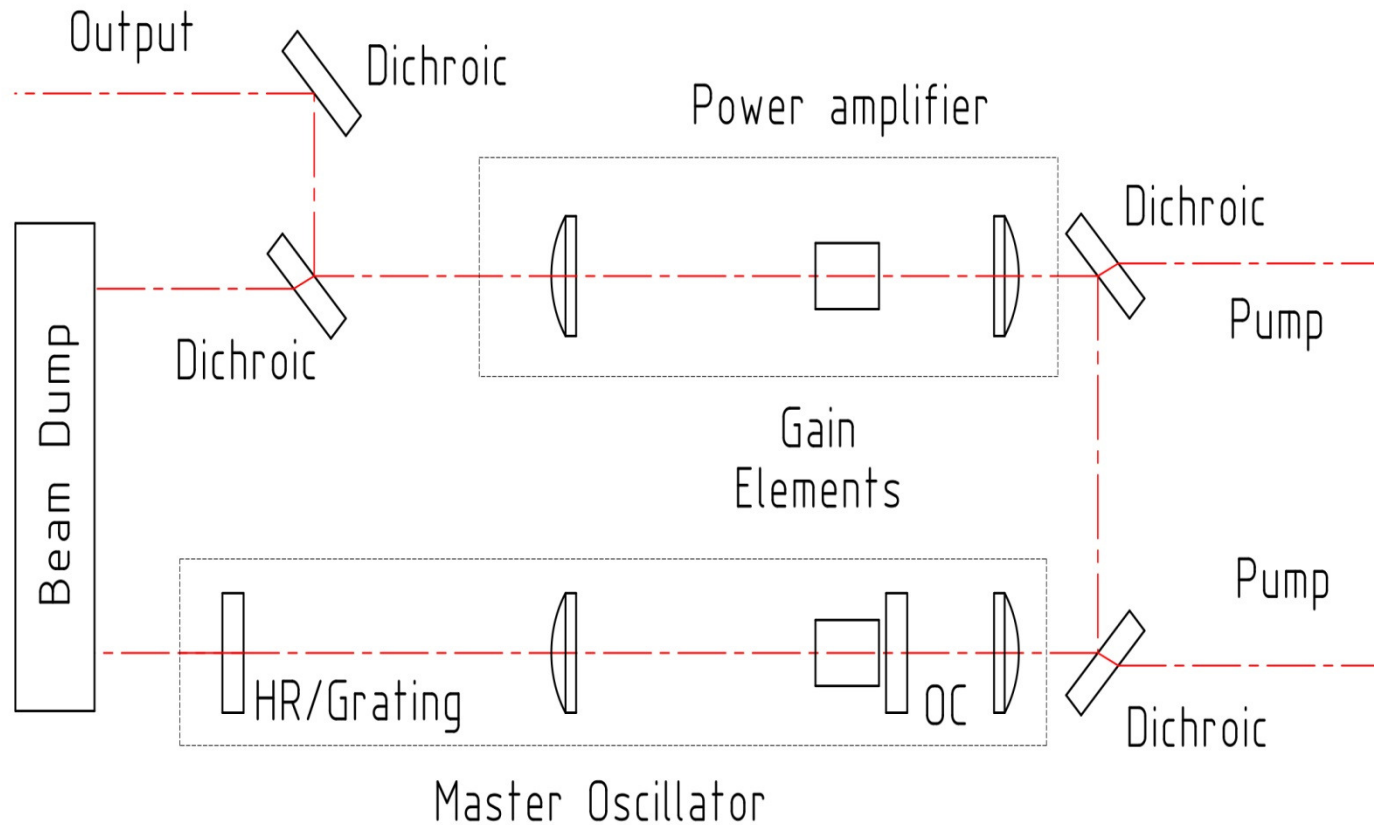 Output
Dichroic
Power amplifier
Dichroic
Pump
Dichroic
Beam Dump
Gain
Elements
Pump
HR/Grating
OC
Dichroic
Master Oscillator